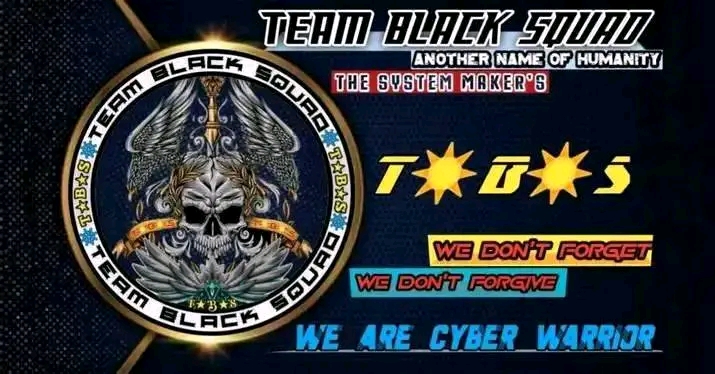 TEAM BLACK SQUAD
ANOTHER NAME OF HUMANITY
THE SYSTEM MAKER'S
TEAM BLACK SQUAD
T★B★S
T★B★S
T☀B☀S
T★B★S
TEAM BLACK SQUAD
WE DON'T FORGET
WE DON'T FORGIVE
WE ARE CYBER WARRIOR